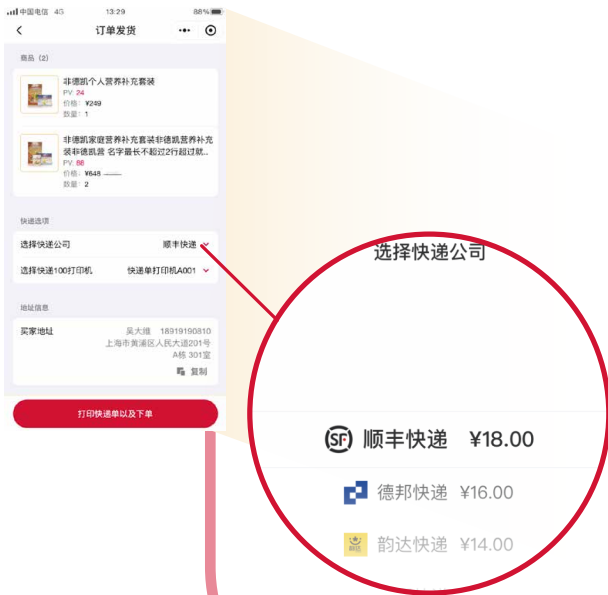 中国电信 4G 13:29 88%
订单发货
商品 (2)
非德凯个人营养补充套装
PV: 24
价格: ¥249
数量: 1
非德凯家庭营养补充套装非德凯营养补充
装非德凯营 名字最长不超过2行超过就...
PV: 88
价格: ¥648
数量: 2
快递选项
选择快递公司 顺丰快递
选择快递100打印机 快递单打印机A001
地址信息
买家地址 吴大维 18919190810
上海市黄浦区人民大道201号
A栋 301室
复制
打印快递单以及下单
选择快递公司
SF 顺丰快递 ¥18.00
德邦快递 ¥16.00
韵达快递 ¥14.00